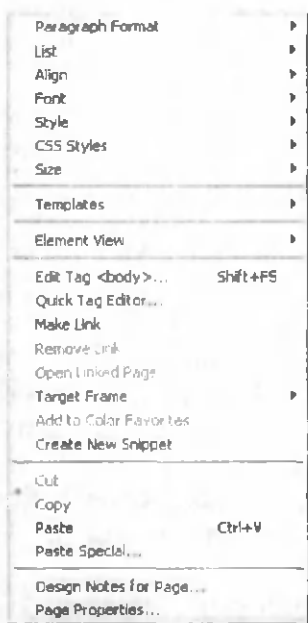 Paragraph Format
List
Align
Font
Style
CSS Styles
Size
Templates
Element View
Edit Tag <body>... Shift+F5
Quick Tag Editor...
Make Link
Remove Link
Open Linked Page
Target Frame
Add to Color Favorites
Create New Snippet
Cut
Copy
Paste Ctrl+V
Paste Special...
Design Notes for Page...
Page Properties...